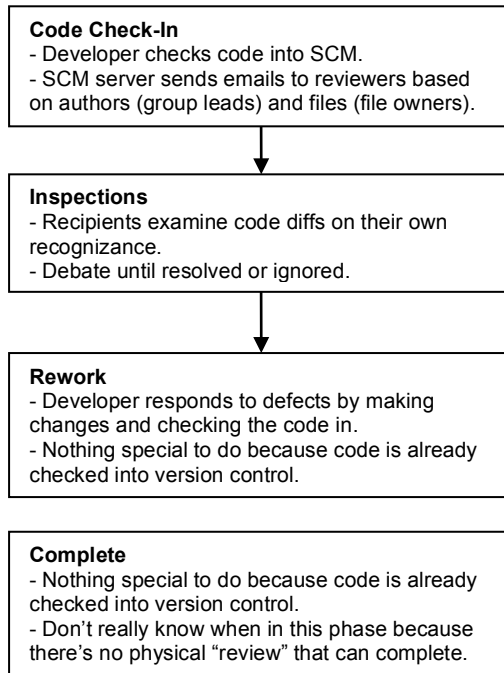 Code Check-In
- Developer checks code into SCM.
- SCM server sends emails to reviewers based
on authors (group leads) and files (file owners).
Inspections
- Recipients examine code diffs on their own
recognizance.
- Debate until resolved or ignored.
Rework
- Developer responds to defects by making
changes and checking the code in.
- Nothing special to do because code is already
checked into version control.
Complete
- Nothing special to do because code is already
checked into version control.
- Don’t really know when in this phase because
there’s no physical “review” that can complete.